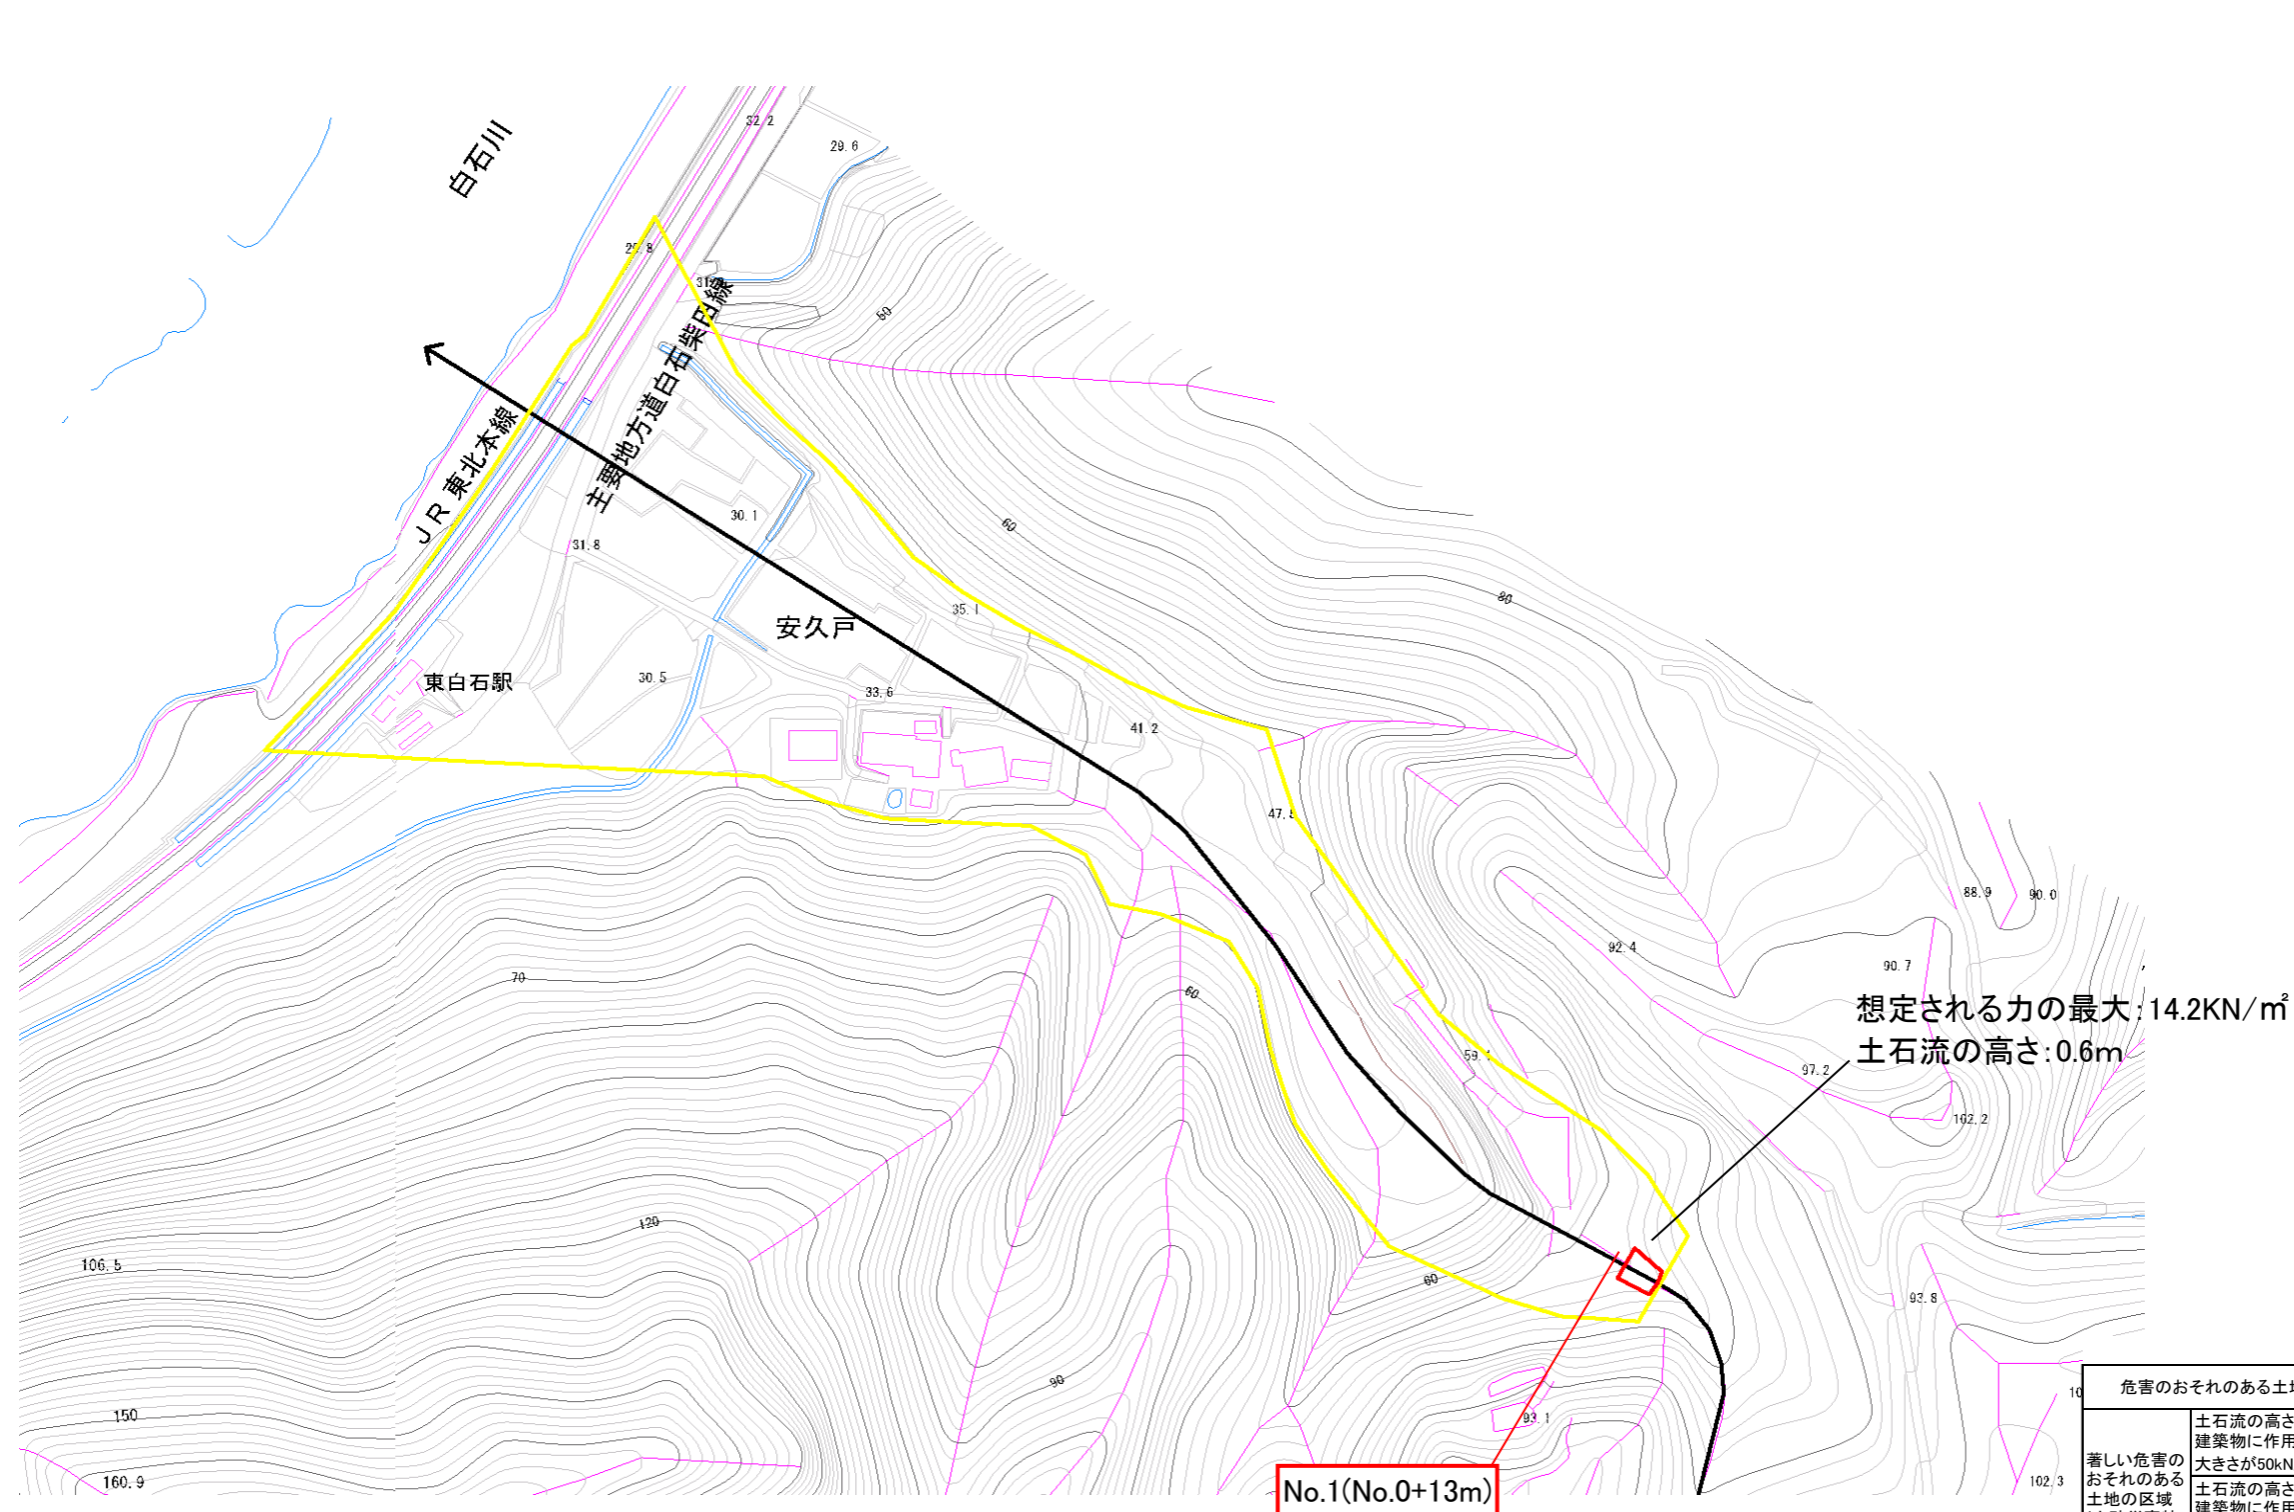 白石川
32.2
29.6
31.8
主要地方道白石柴田線
50
JR東北本線
30.1
31.8
60
80
35.1
安久戸
東白石駅
30.5
33.6
41.2
47.5
88.9
90.0
92.4
90.7
70
60
想定される力の最大:14.2KN/㎡
土石流の高さ:0.6m
97.2
102.2
120
106.5
60
93.8
90
150
93.1
160.9
102.3
No.1(No.0+13m)
危害のおそれのある土
著しい危害の
おそれのある
土地の区域
土石流の高さ
建築物に作用
大きさが50kN
土石流の高さ
建築物に作用